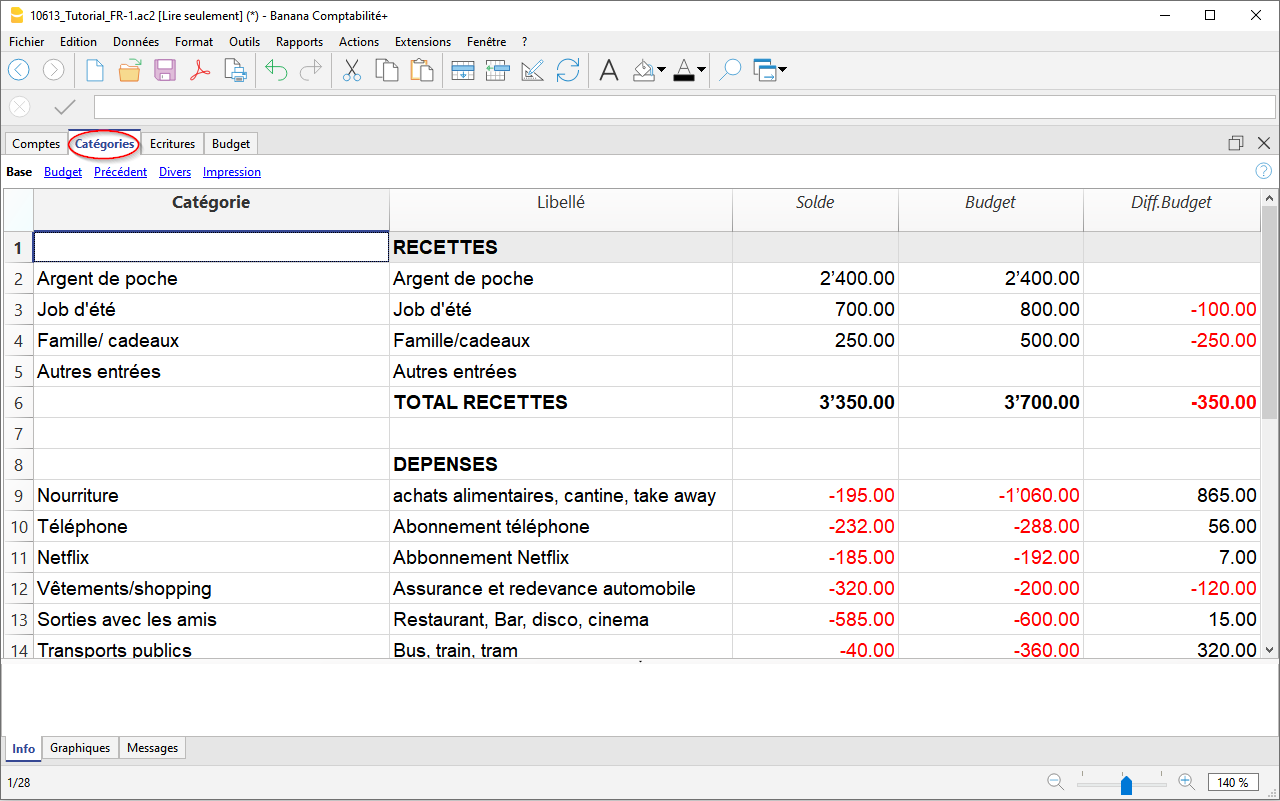 10613_Tutorial_FR-1.ac2 [Lire seulement] (*) - Banana Comptabilité+
Fichier Edition Données Format Outils Rapports Actions Extensions Fenêtre ?
Comptes Catégories Ecritures Budget
Base Budget Précédent Divers Impression
Catégorie Libellé Solde Budget Diff.Budget
1 RECETTES
2 Argent de poche Argent de poche 2’400.00 2’400.00
3 Job d'été Job d'été 700.00 800.00 -100.00
4 Famille/ cadeaux Famille/cadeaux 250.00 500.00 -250.00
5 Autres entrées Autres entrées
6 TOTAL RECETTES 3’350.00 3’700.00 -350.00
7
8 DEPENSES
9 Nourriture achats alimentaires, cantine, take away -195.00 -1’060.00 865.00
10 Téléphone Abonnement téléphone -232.00 -288.00 56.00
11 Netflix Abbonnement Netflix -185.00 -192.00 7.00
12 Vêtements/shopping Assurance et redevance automobile -320.00 -200.00 -120.00
13 Sorties avec les amis Restaurant, Bar, disco, cinema -585.00 -600.00 15.00
14 Transports publics Bus, train, tram -40.00 -360.00 320.00
Info Graphiques Messages
1/28 140 %